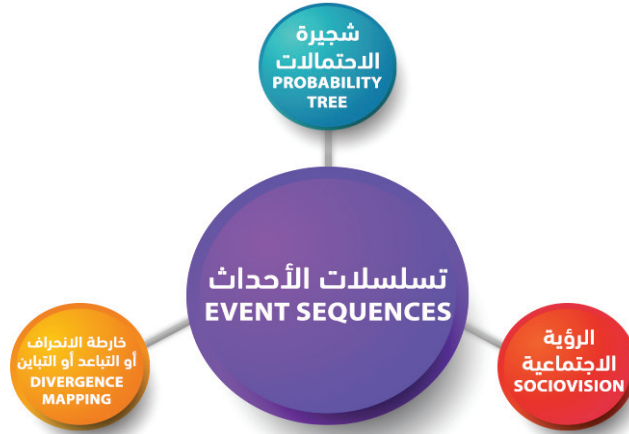 شجيرة
الاحتمالات
PROBABILITY
TREE
تسلسلات الأحداث
EVENT SEQUENCES
خارطة الانحراف
أو التباعد أو التباين
DIVERGENCE
MAPPING
الرؤية
الاجتماعية
SOCIOVISION